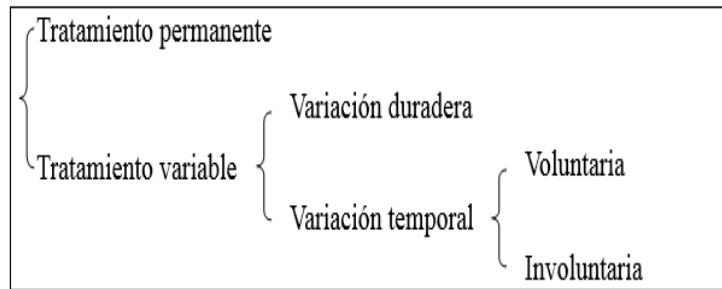 Tratamiento permanente
Variación duradera
Tratamiento variable
Voluntaria
Variación temporal
Involuntaria